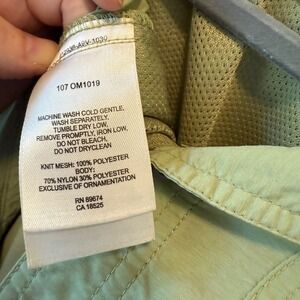 107 OM1019
MACHINE WASH COLD GENTLE,
WASH SEPARATELY.
TUMBLE DRY LOW,
REMOVE PROMPTLY, IRON LOW,
DO NOT BLEACH,
DO NOT DRYCLEAN
KNIT MESH: 100% POLYESTER
BODY:
70% NYLON 30% POLYESTER
EXCLUSIVE OF ORNAMENTATION
RN 89674
CA 18525